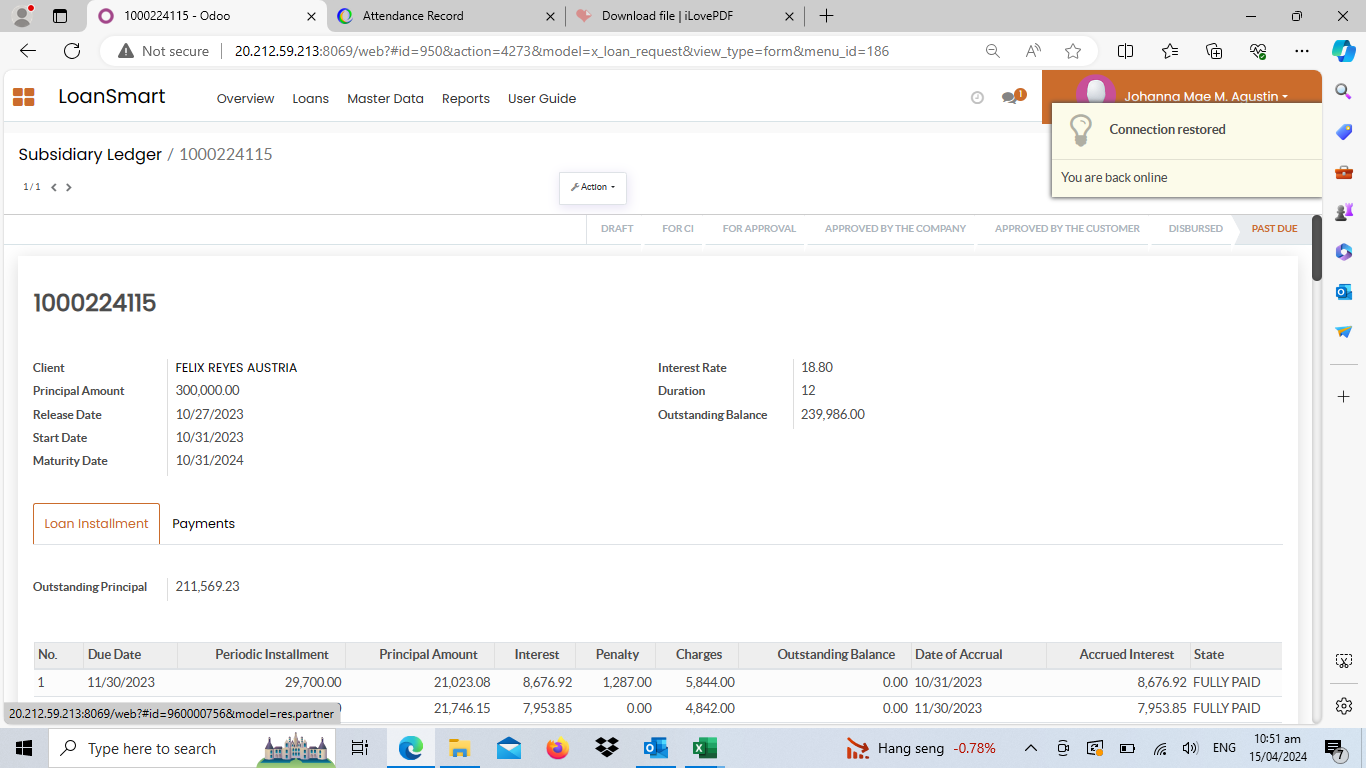 1000224115 - Odoo
Attendance Record
Download file | iLovePDF
Not secure 20.212.59.213:8069/web?#id=950&action=4273&model=x_loan_request&view_type=form&menu_id=186
LoanSmart Overview Loans Master Data Reports User Guide 1 Johanna Mae M. Agustin
Connection restored
You are back online
Subsidiary Ledger / 1000224115
1 / 1 Action
DRAFT FOR CI FOR APPROVAL APPROVED BY THE COMPANY APPROVED BY THE CUSTOMER DISBURSED PAST DUE
1000224115
Client FELIX REYES AUSTRIA
Principal Amount 300,000.00
Release Date 10/27/2023
Start Date 10/31/2023
Maturity Date 10/31/2024
Interest Rate 18.80
Duration 12
Outstanding Balance 239,986.00
Loan Installment Payments
Outstanding Principal 211,569.23
No. Due Date Periodic Installment Principal Amount Interest Penalty Charges Outstanding Balance Date of Accrual Accrued Interest State
1 11/30/2023 29,700.00 21,023.08 8,676.92 1,287.00 5,844.00 0.00 10/31/2023 8,676.92 FULLY PAID
0 21,746.15 7,953.85 0.00 4,842.00 0.00 11/30/2023 7,953.85 FULLY PAID
20.212.59.213:8069/web?#id=960000756&model=res.partner
Type here to search Hang seng -0.78% ENG 10:51 am
15/04/2024 7